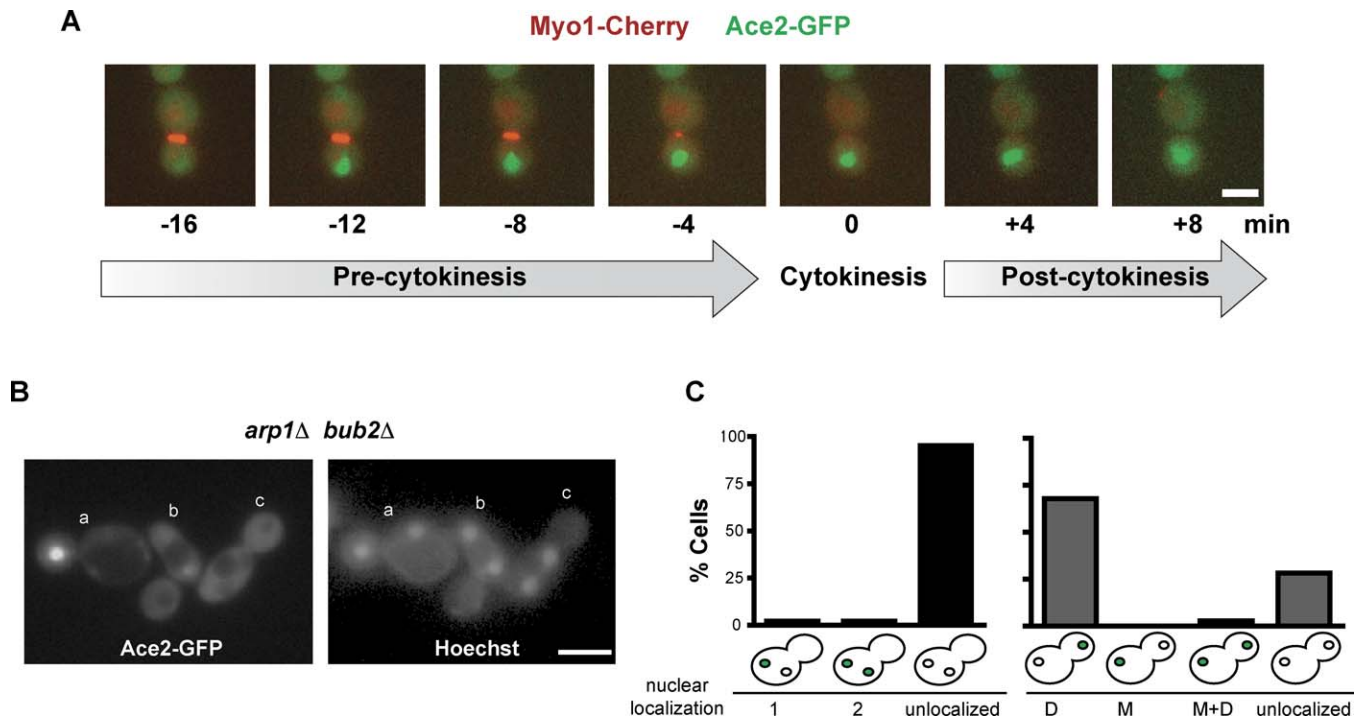 A
Myo1-Cherry Ace2-GFP
-16 -12 -8 -4 0 +4 +8 min
Pre-cytokinesis Cytokinesis Post-cytokinesis
B
arp1Δ bub2Δ
a b c
a b c
Ace2-GFP
Hoechst
C
% Cells
100
75
50
25
0
nuclear
localization
1 2 unlocalized
D M M+D unlocalized